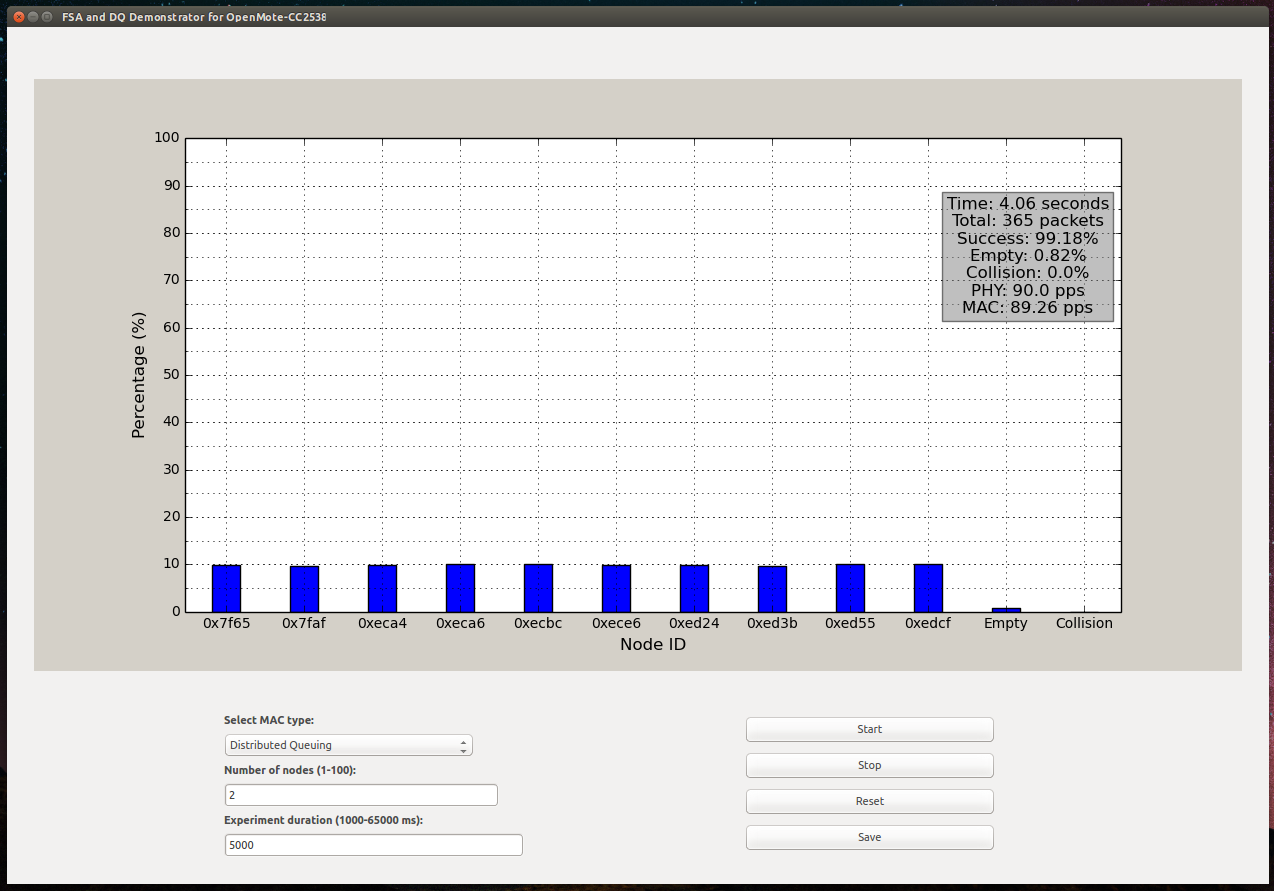 FSA and DQ Demonstrator for OpenMote-CC2538
100
90
80
70
60
50
40
30
20
10
0
Percentage (%)
Time: 4.06 seconds
Total: 365 packets
Success: 99.18%
Empty: 0.82%
Collision: 0.0%
PHY: 90.0 pps
MAC: 89.26 pps
0x7f65 0x7faf 0xeca4 0xeca6 0xecbc 0xece6 0xed24 0xed3b 0xed55 0xedcf Empty Collision
Node ID
Select MAC type:
Distributed Queuing
Number of nodes (1-100):
2
Experiment duration (1000-65000 ms):
5000
Start
Stop
Reset
Save